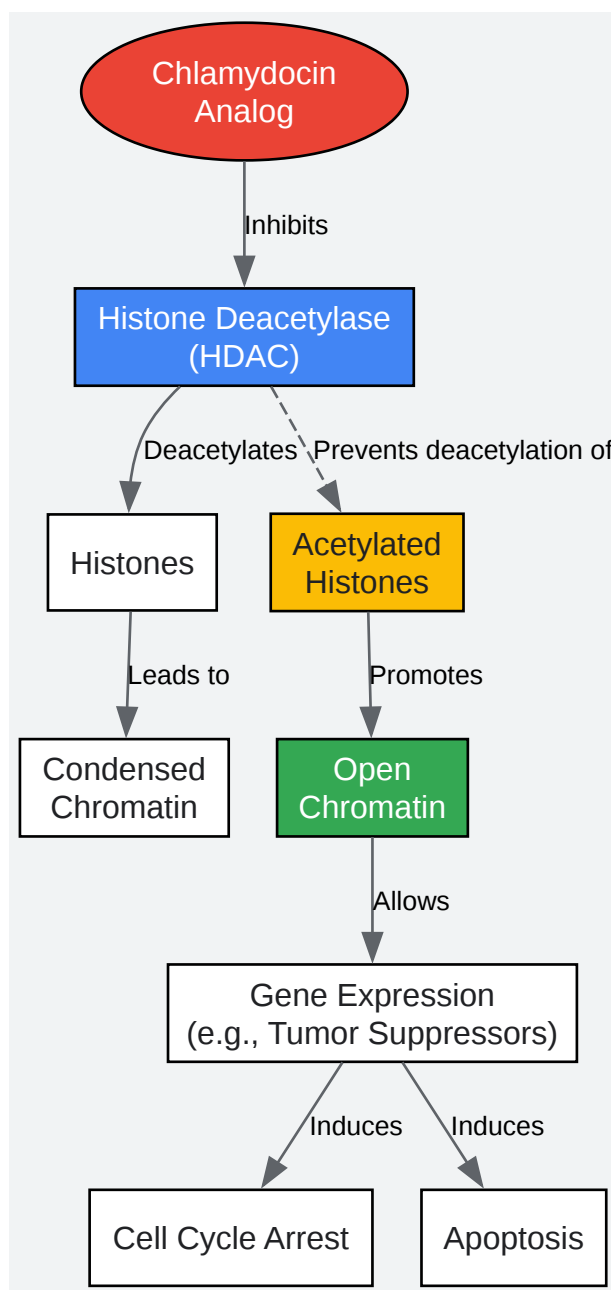 Chlamydocin
Analog
Inhibits
Histone Deacetylase
(HDAC)
Deacetylates
Prevents deacetylation of
Histones
Acetylated
Histones
Leads to
Promotes
Condensed
Chromatin
Open
Chromatin
Allows
Gene Expression
(e.g., Tumor Suppressors)
Induces
Induces
Cell Cycle Arrest
Apoptosis